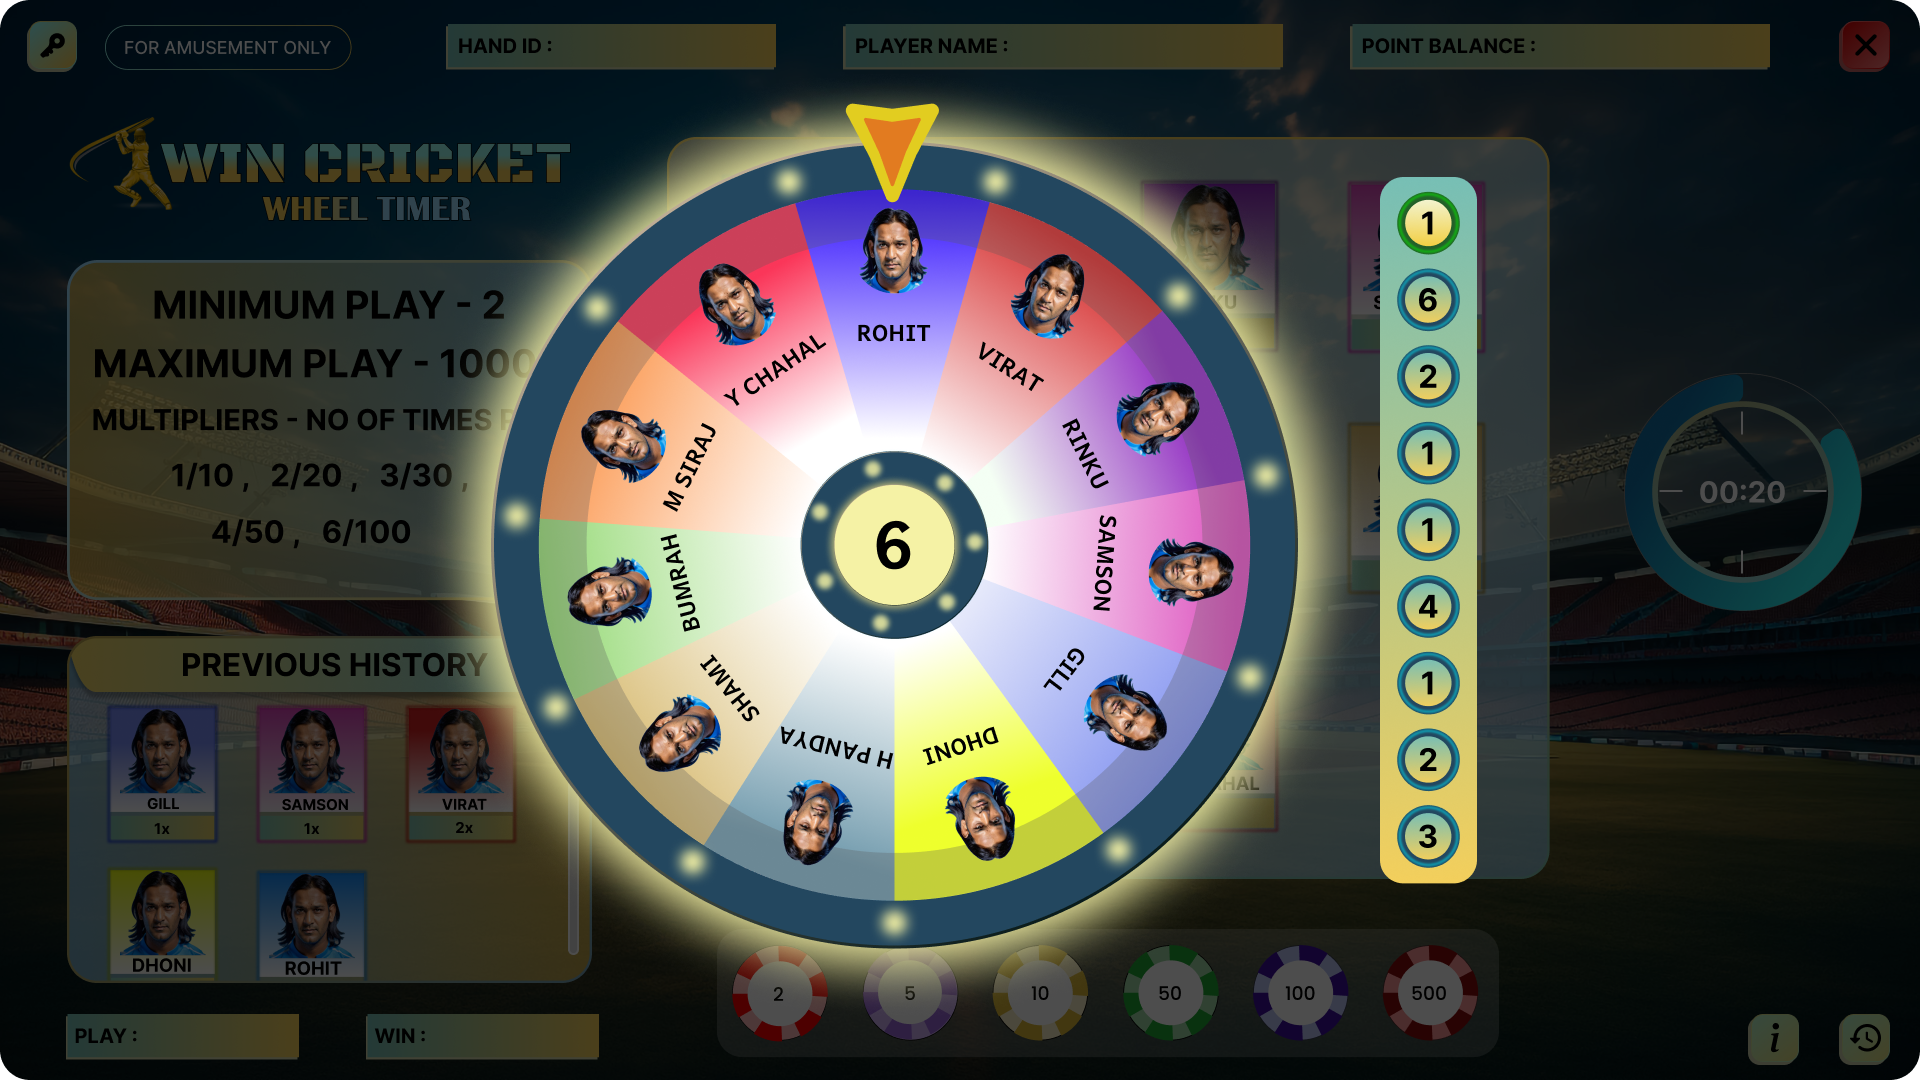 FOR AMUSEMENT ONLY
HAND ID :
PLAYER NAME :
POINT BALANCE :
WIN CRICKET
WHEEL TIMER
MINIMUM PLAY - 2
MAXIMUM PLAY - 1000
MULTIPLIERS - NO OF TIMES
1/10 , 2/20 , 3/30 ,
4/50 , 6/100
PREVIOUS HISTORY
GILL
1x
SAMSON
1x
VIRAT
2x
DHONI
ROHIT
PLAY :
WIN :
ROHIT
VIRAT
RINKU
SAMSON
GILL
DHONI
H PANDYA
SHAMI
BUMRAH
M SIRAJ
Y CHAHAL
6
1
6
2
1
1
4
1
2
3
00:20
2
5
10
50
100
500
i